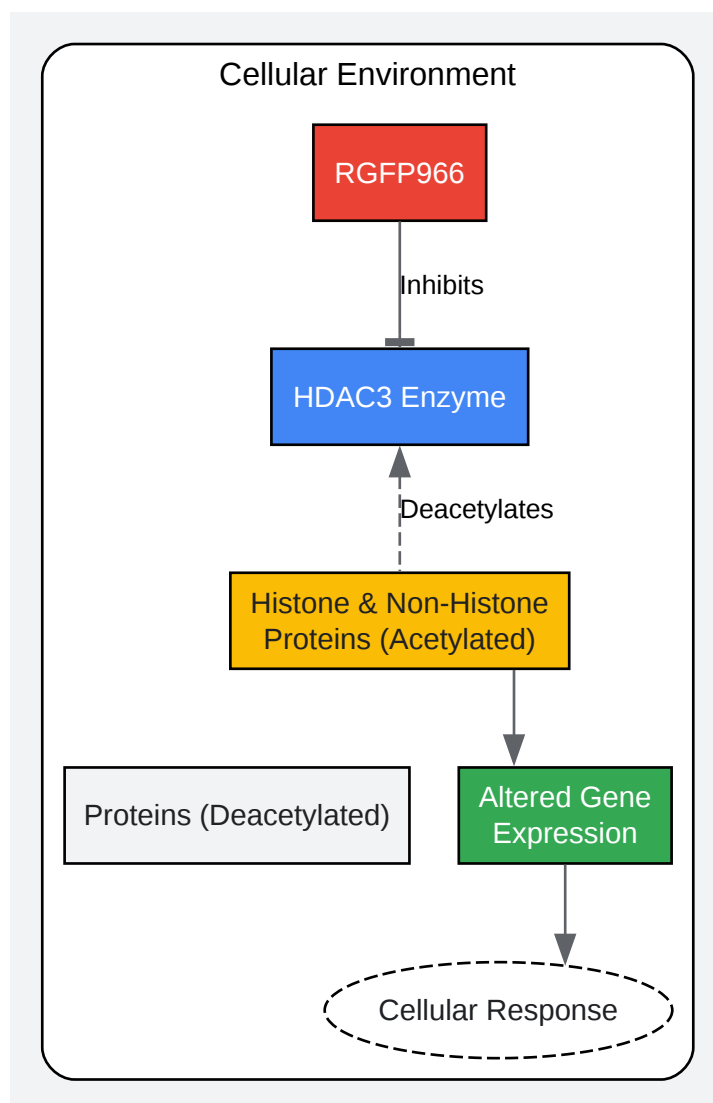 Cellular Environment
RGFP966
Inhibits
HDAC3 Enzyme
Deacetylates
Histone & Non-Histone
Proteins (Acetylated)
Proteins (Deacetylated)
Altered Gene
Expression
Cellular Response